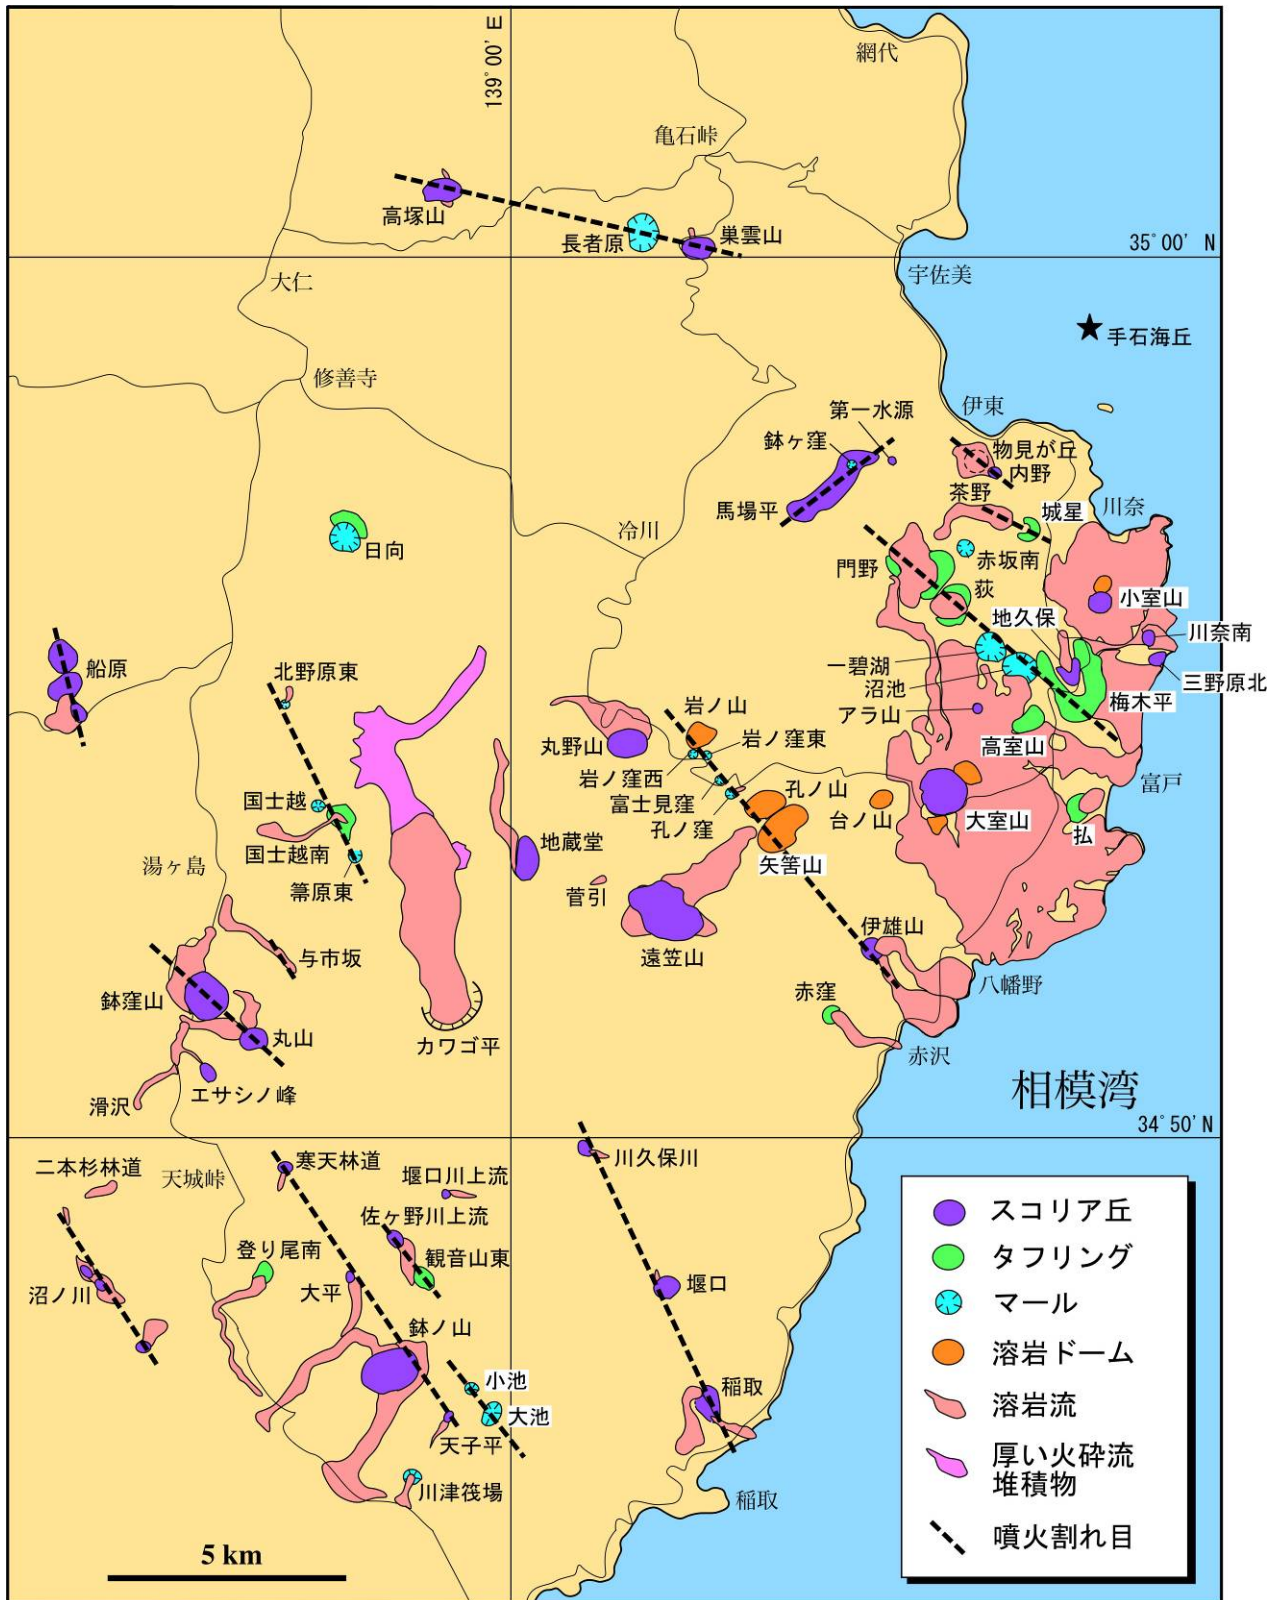 網代
139°00′ E
亀石峠
高塚山
長者原
巣雲山
35°00′ N
大仁
宇佐美
手石海丘
修善寺
伊東
第一水源
鉢ヶ窪
物見が丘
内野
茶野
馬場平
川奈
城星
冷川
日向
門野
赤坂南
荻
小室山
地久保
川奈南
一碧湖
船原
北野原東
沼池
三野原北
梅木平
岩ノ山
アラ山
丸野山
岩ノ窪東
高室山
岩ノ窪西
富戸
国士越
富士見窪
孔ノ山
孔ノ窪
台ノ山
大室山
払
国士越南
地蔵堂
湯ヶ島
矢筈山
箒原東
菅引
伊雄山
与市坂
遠笠山
八幡野
鉢窪山
赤窪
丸山
カワゴ平
赤沢
エサシノ峰
滑沢
相模湾
34°50′ N
寒天林道
川久保川
二本杉林道
天城峠
堰口川上流
佐ヶ野川上流
登り尾南
観音山東
大平
堰口
沼ノ川
鉢ノ山
小池
稲取
大池
天子平
川津筏場
稲取
5 km
スコリア丘
タフリング
マール
溶岩ドーム
溶岩流
厚い火砕流
堆積物
噴火割れ目